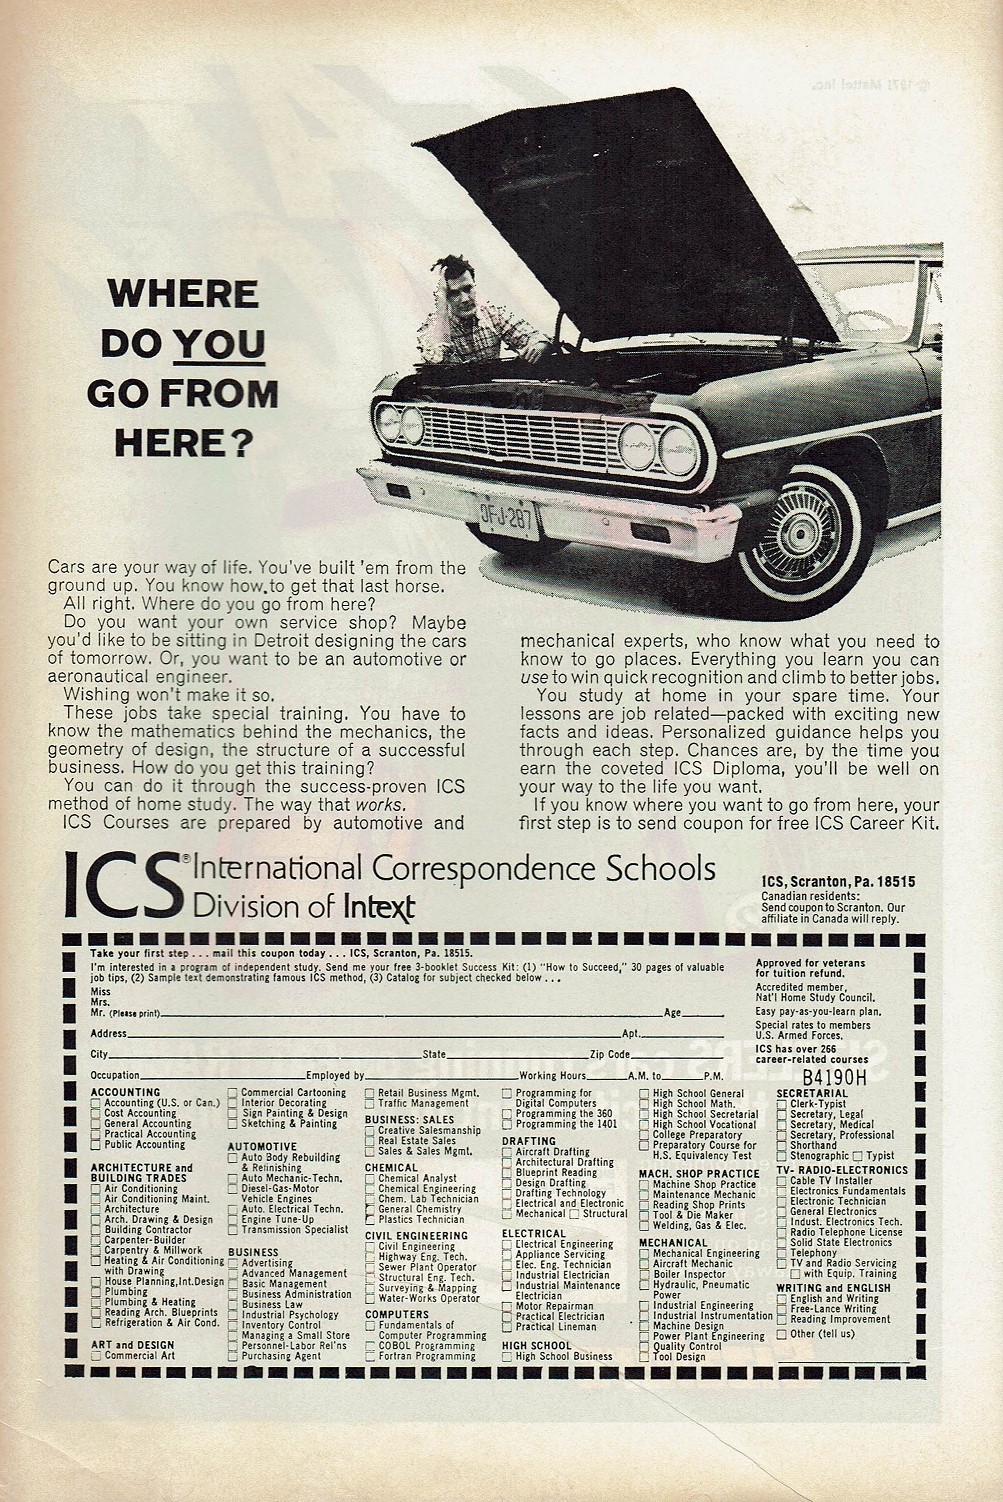 © 1971 Mattel Inc.
WHERE
DO YOU
GO FROM
HERE?
OFJ-287
Cars are your way of life. You've built 'em from the
ground up. You know how to get that last horse.
All right. Where do you go from here?
Do you want your own service shop? Maybe
you'd like to be sitting in Detroit designing the cars
of tomorrow. Or, you want to be an automotive or
aeronautical engineer.
Wishing won't make it so.
These jobs take special training. You have to
know the mathematics behind the mechanics, the
geometry of design, the structure of a successful
business. How do you get this training?
You can do it through the success-proven ICS
method of home study. The way that works.
ICS Courses are prepared by automotive and
mechanical experts, who know what you need to
know to go places. Everything you learn you can
use to win quick recognition and climb to better jobs.
You study at home in your spare time. Your
lessons are job related—packed with exciting new
facts and ideas. Personalized guidance helps you
through each step. Chances are, by the time you
earn the coveted ICS Diploma, you'll be well on
your way to the life you want.
If you know where you want to go from here, your
first step is to send coupon for free ICS Career Kit.
ICS® International Correspondence Schools
Division of Intext
ICS, Scranton, Pa. 18515
Canadian residents:
Send coupon to Scranton. Our
affiliate in Canada will reply.
Take your first step . . . mail this coupon today . . . ICS, Scranton, Pa. 18515.
I'm interested in a program of independent study. Send me your free 3-booklet Success Kit: (1) "How to Succeed," 30 pages of valuable
job tips, (2) Sample text demonstrating famous ICS method, (3) Catalog for subject checked below . . .
Miss
Mrs.
Mr. (Please print) Age
Address Apt.
City State Zip Code
Occupation Employed by Working Hours A.M. to P.M.
Approved for veterans
for tuition refund.
Accredited member,
Nat'l Home Study Council.
Easy pay-as-you-learn plan.
Special rates to members
U.S. Armed Forces.
ICS has over 266
career-related courses
B4190H
ACCOUNTING
Accounting (U.S. or Can.)
Cost Accounting
General Accounting
Practical Accounting
Public Accounting
ARCHITECTURE and
BUILDING TRADES
Air Conditioning
Air Conditioning Maint.
Architecture
Arch. Drawing & Design
Building Contractor
Carpenter-Builder
Carpentry & Millwork
Heating & Air Conditioning
with Drawing
House Planning, Int. Design
Plumbing
Plumbing & Heating
Reading Arch. Blueprints
Refrigeration & Air Cond.
ART and DESIGN
Commercial Art
Commercial Cartooning
Interior Decorating
Sign Painting & Design
Sketching & Painting
AUTOMOTIVE
Auto Body Rebuilding
& Refinishing
Auto Mechanic-Techn.
Diesel-Gas-Motor
Vehicle Engines
Auto. Electrical Techn.
Engine Tune-Up
Transmission Specialist
BUSINESS
Advertising
Advanced Management
Basic Management
Business Administration
Business Law
Industrial Psychology
Inventory Control
Managing a Small Store
Personnel-Labor Rel'ns
Purchasing Agent
Retail Business Mgmt.
Traffic Management
BUSINESS: SALES
Creative Salesmanship
Real Estate Sales
Sales & Sales Mgmt.
CHEMICAL
Chemical Analyst
Chemical Engineering
Chem. Lab Technician
General Chemistry
Plastics Technician
CIVIL ENGINEERING
Civil Engineering
Highway Eng. Tech.
Sewer Plant Operator
Structural Eng. Tech.
Surveying & Mapping
Water-Works Operator
COMPUTERS
Fundamentals of
Computer Programming
COBOL Programming
Fortran Programming
Programming for
Digital Computers
Programming the 360
Programming the 1401
DRAFTING
Aircraft Drafting
Architectural Drafting
Blueprint Reading
Design Drafting
Drafting Technology
Electrical and Electronic
Mechanical Structural
ELECTRICAL
Electrical Engineering
Appliance Servicing
Elec. Eng. Technician
Industrial Electrician
Industrial Maintenance
Electrician
Motor Repairman
Practical Electrician
Practical Lineman
HIGH SCHOOL
High School Business
High School General
High School Math.
High School Secretarial
High School Vocational
College Preparatory
Preparatory Course for
H.S. Equivalency Test
MACH. SHOP PRACTICE
Machine Shop Practice
Maintenance Mechanic
Reading Shop Prints
Tool & Die Maker
Welding, Gas & Elec.
MECHANICAL
Mechanical Engineering
Aircraft Mechanic
Boiler Inspector
Hydraulic, Pneumatic
Power
Industrial Engineering
Industrial Instrumentation
Machine Design
Power Plant Engineering
Quality Control
Tool Design
SECRETARIAL
Clerk-Typist
Secretary, Legal
Secretary, Medical
Secretary, Professional
Shorthand
Stenographic Typist
TV- RADIO-ELECTRONICS
Cable TV Installer
Electronics Fundamentals
Electronic Technician
General Electronics
Indust. Electronics Tech.
Radio Telephone License
Solid State Electronics
Telephony
TV and Radio Servicing
with Equip. Training
WRITING and ENGLISH
English and Writing
Free-Lance Writing
Reading Improvement
Other (tell us)